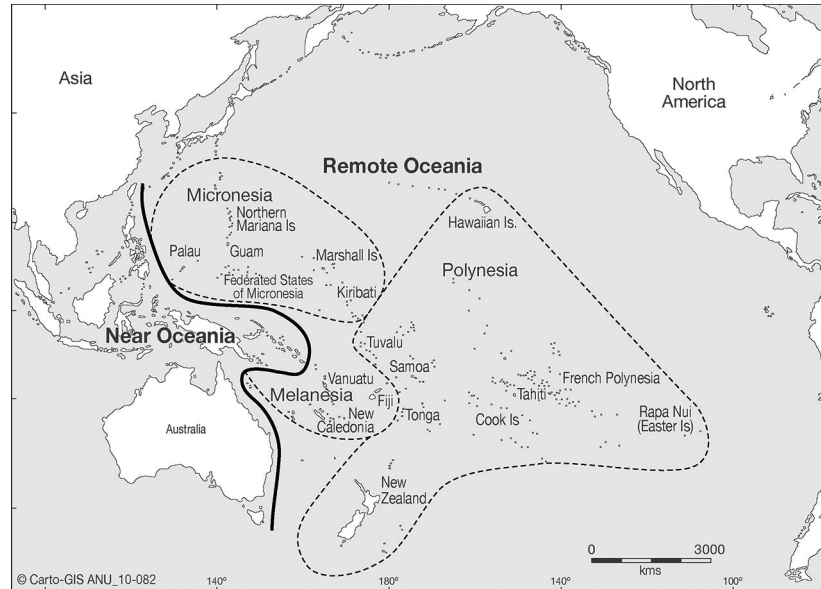 Asia
North
America
Remote Oceania
Micronesia
Northern
Mariana Is
Hawaiian Is.
Palau
Guam
Marshall Is
Polynesia
Federated States
of Micronesia
Kiribati
Near Oceania
Tuvalu
Samoa
Vanuatu
French Polynesia
Melanesia
Fiji
Tahiti
New
Caledonia
Tonga
Cook Is
Rapa Nui
(Easter Is)
Australia
New
Zealand
0 3000
kms
© Carto-GIS ANU_10-082
140° 180° 140° 100°